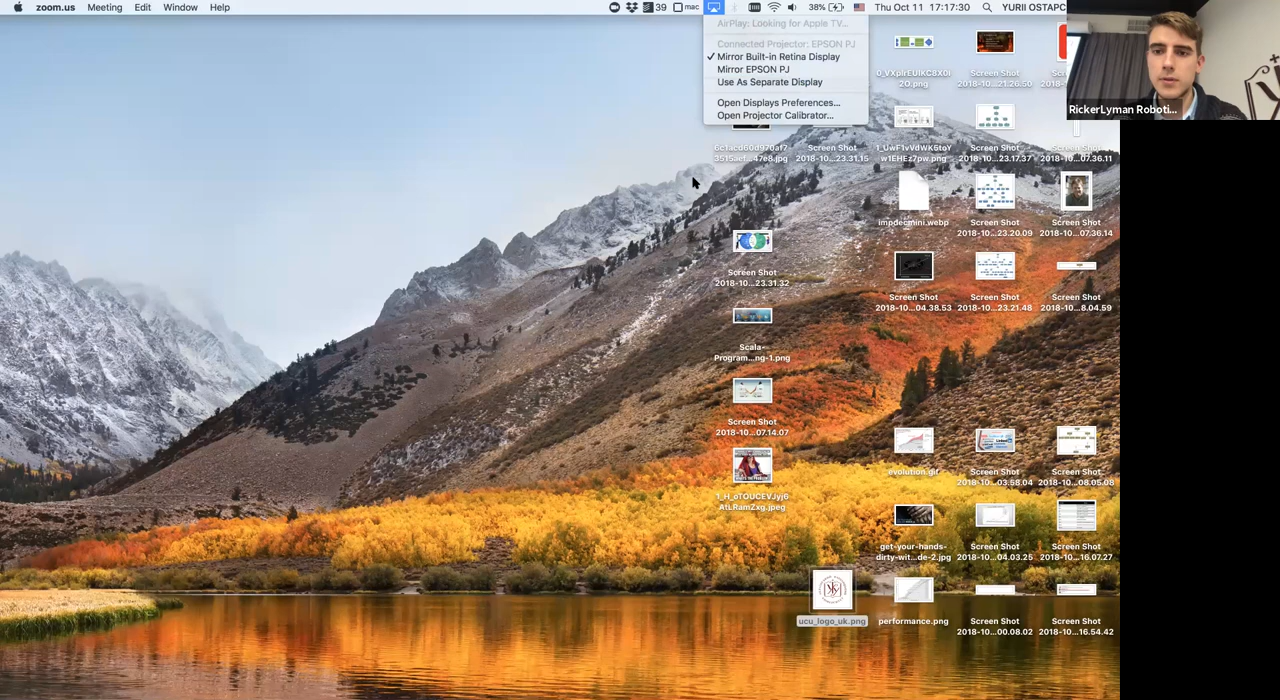 zoom.us Meeting Edit Window Help 39 mac 38% Thu Oct 11 17:17:30 YURII OSTAPC
AirPlay: Looking for Apple TV...
Connected Projector: EPSON PJ
✓ Mirror Built-in Retina Display
Mirror EPSON PJ
Use As Separate Display
Open Displays Preferences...
Open Projector Calibrator...
RickerLyman Roboti...
Screen Shot
2018-10...21.26.50
Screen Shot
2018-10...23.31.15
Screen Shot
2018-10...23.17.37
Screen Shot
2018-10...07.36.11
impdecmini.webp
Screen Shot
2018-10...23.20.09
Screen Shot
2018-10...07.36.14
Screen Shot
2018-10...23.31.32
Screen Shot
2018-10...04.38.53
Screen Shot
2018-10...23.21.48
Screen Shot
2018-10...8.04.59
Scala-
Program...ng-1.png
Screen Shot
2018-10...07.14.07
evolution.gif
Screen Shot
2018-10...03.58.04
Screen Shot
2018-10...08.05.08
get-your-hands-
dirty-wit...de-2.jpg
Screen Shot
2018-10...04.03.25
Screen Shot
2018-10...16.07.27
ucu_logo_uk.png
performance.png
Screen Shot
2018-10...00.08.02
Screen Shot
2018-10...16.54.42